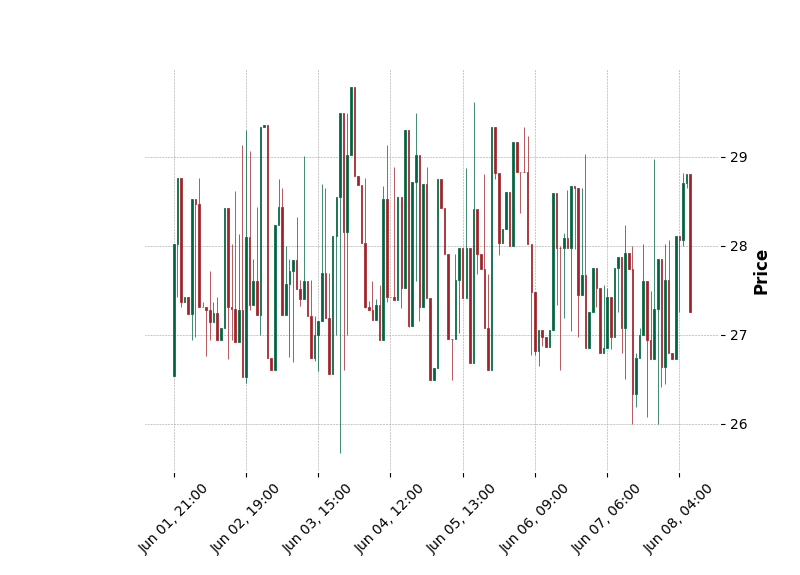 29
28
27
26
Price
Jun 01, 21:00
Jun 02, 19:00
Jun 03, 15:00
Jun 04, 12:00
Jun 05, 13:00
Jun 06, 09:00
Jun 07, 06:00
Jun 08, 04:00